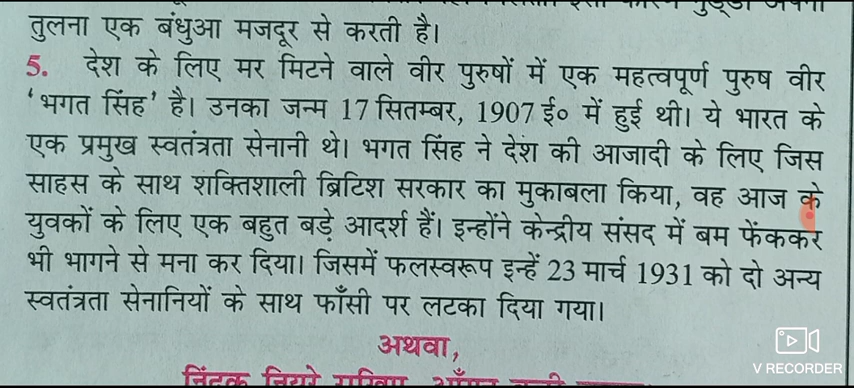 तुलना एक बंधुआ मजदूर से करती है।
5. देश के लिए मर मिटने वाले वीर पुरुषों में एक महत्वपूर्ण पुरुष वीर
'भगत सिंह' है। उनका जन्म 17 सितम्बर, 1907 ई० में हुई थी। ये भारत के
एक प्रमुख स्वतंत्रता सेनानी थे। भगत सिंह ने देश की आजादी के लिए जिस
साहस के साथ शक्तिशाली ब्रिटिश सरकार का मुकाबला किया, वह आज के
युवकों के लिए एक बहुत बड़े आदर्श हैं। इन्होंने केन्द्रीय संसद में बम फेंककर
भी भागने से मना कर दिया। जिसमें फलस्वरूप इन्हें 23 मार्च 1931 को दो अन्य
स्वतंत्रता सेनानियों के साथ फाँसी पर लटका दिया गया।
अथवा,
V RECORDER